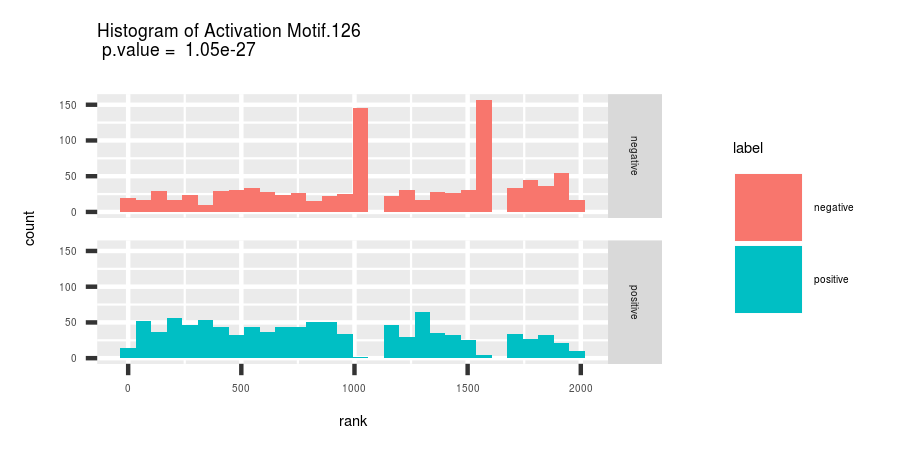 Histogram of Activation Motif.126
p.value =  1.05e-27
150
100
50
0
negative
150
100
50
0
positive
count
0 500 1000 1500 2000
rank
label
negative
positive